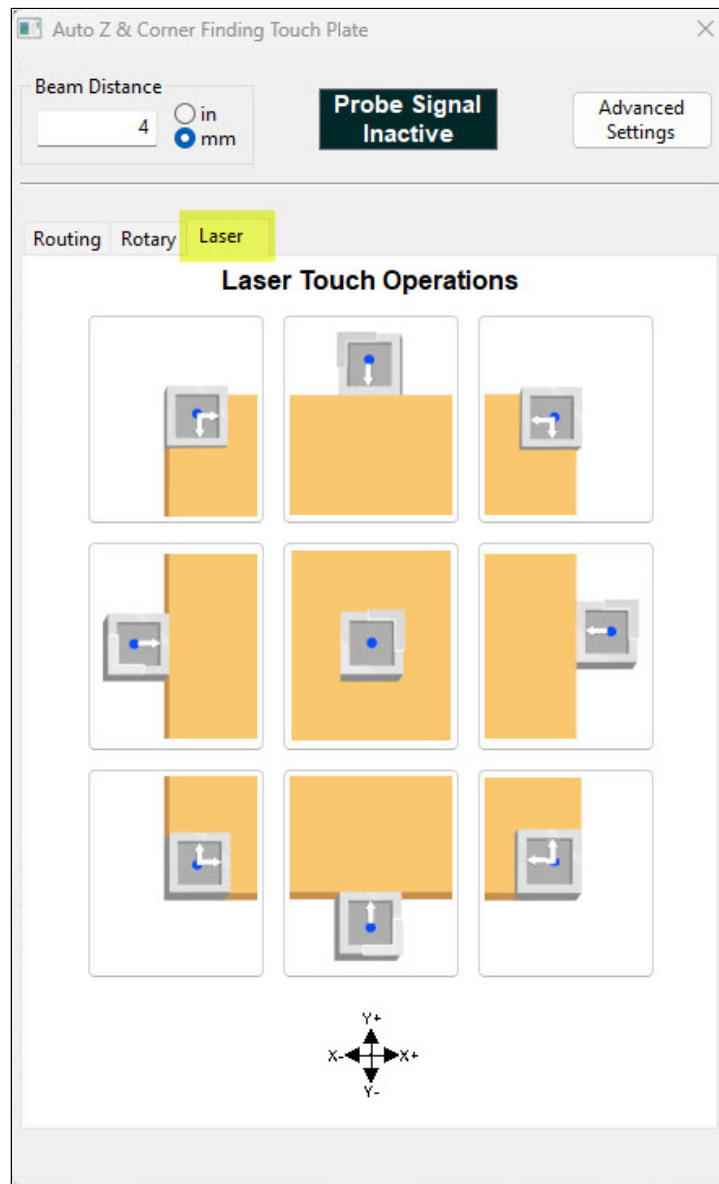 Auto Z & Corner Finding Touch Plate
Beam Distance
4
in
mm
Probe Signal
Inactive
Advanced
Settings
Routing
Rotary
Laser
Laser Touch Operations
Y+
X-
X+
Y-